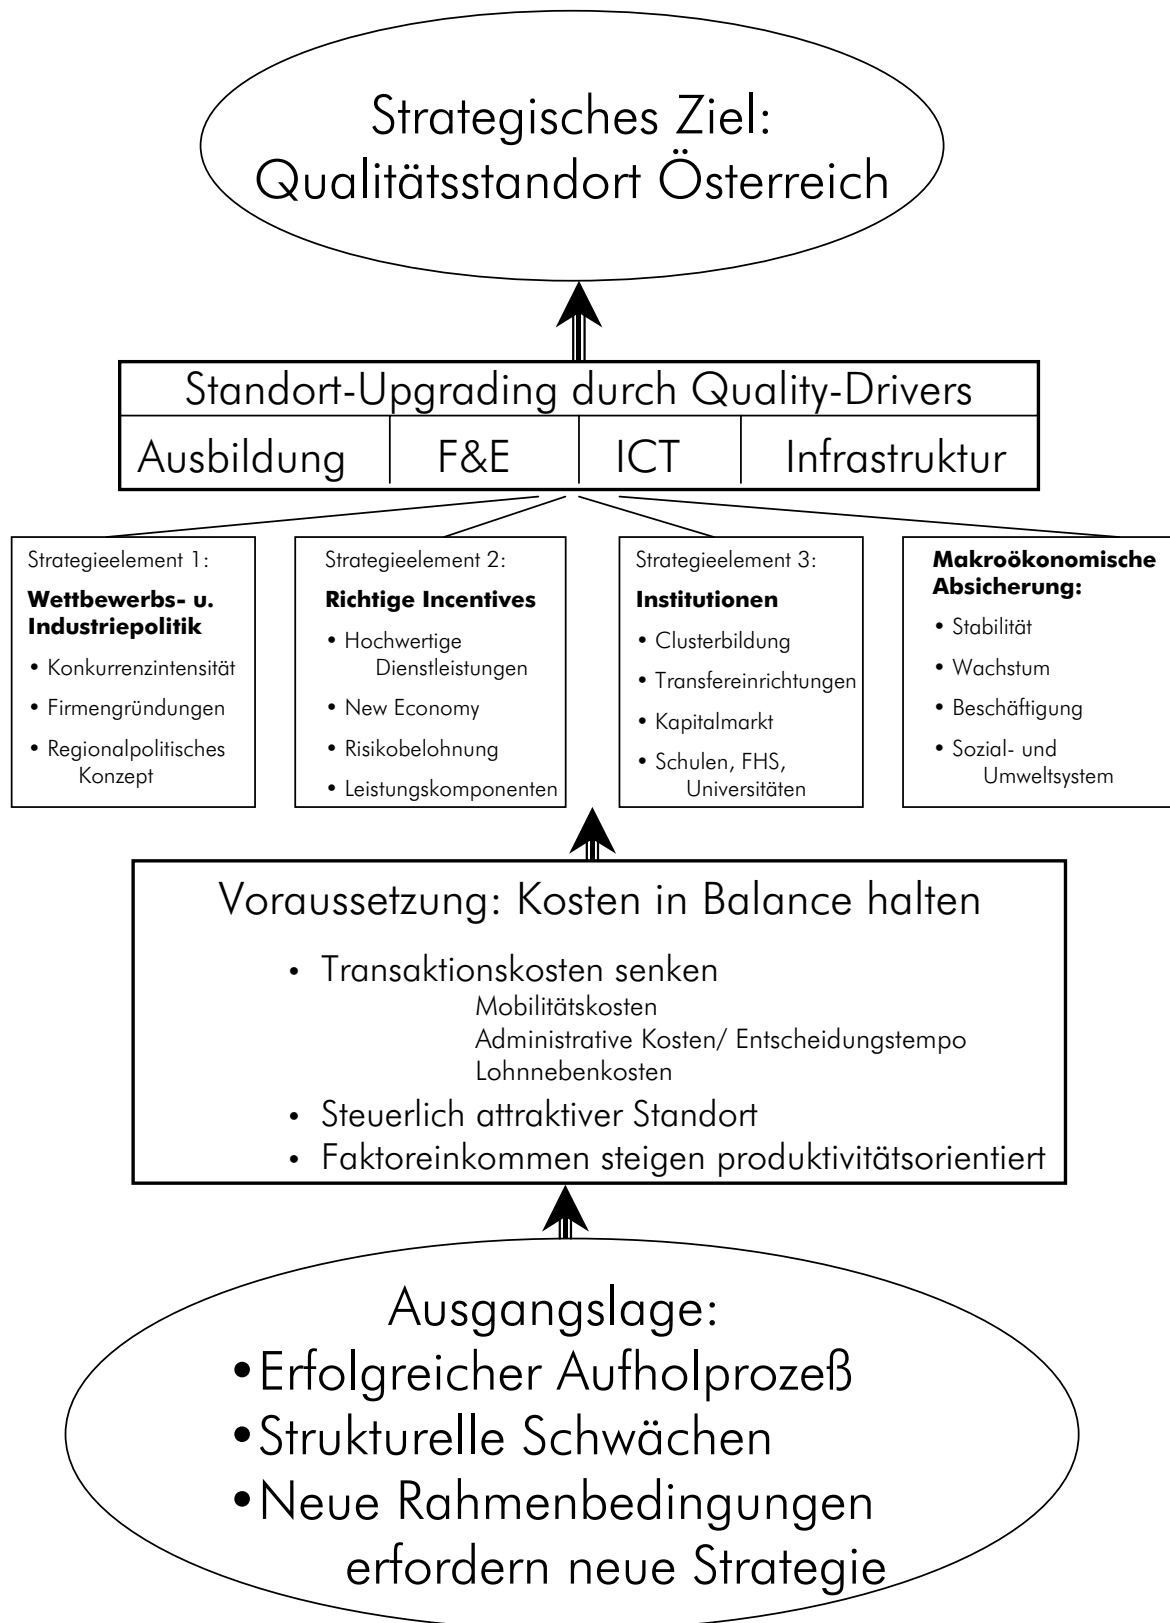 Strategisches Ziel:
Qualitätsstandort Österreich
Standort-Upgrading durch Quality-Drivers
Ausbildung
F&E
ICT
Infrastruktur
Strategieelement 1:
Wettbewerbs- u.
Industriepolitik
• Konkurrenzintensität
• Firmengründungen
• Regionalpolitisches
Konzept
Strategieelement 2:
Richtige Incentives
• Hochwertige
Dienstleistungen
• New Economy
• Risikobelohnung
• Leistungskomponenten
Strategieelement 3:
Institutionen
• Clusterbildung
• Transfereinrichtungen
• Kapitalmarkt
• Schulen, FHS,
Universitäten
Makroökonomische
Absicherung:
• Stabilität
• Wachstum
• Beschäftigung
• Sozial- und
Umweltsystem
Voraussetzung: Kosten in Balance halten
• Transaktionskosten senken
Mobilitätskosten
Administrative Kosten/ Entscheidungstempo
Lohnnebenkosten
• Steuerlich attraktiver Standort
• Faktoreinkommen steigen produktivitätsorientiert
Ausgangslage:
• Erfolgreicher Aufholprozeß
• Strukturelle Schwächen
• Neue Rahmenbedingungen
erfordern neue Strategie